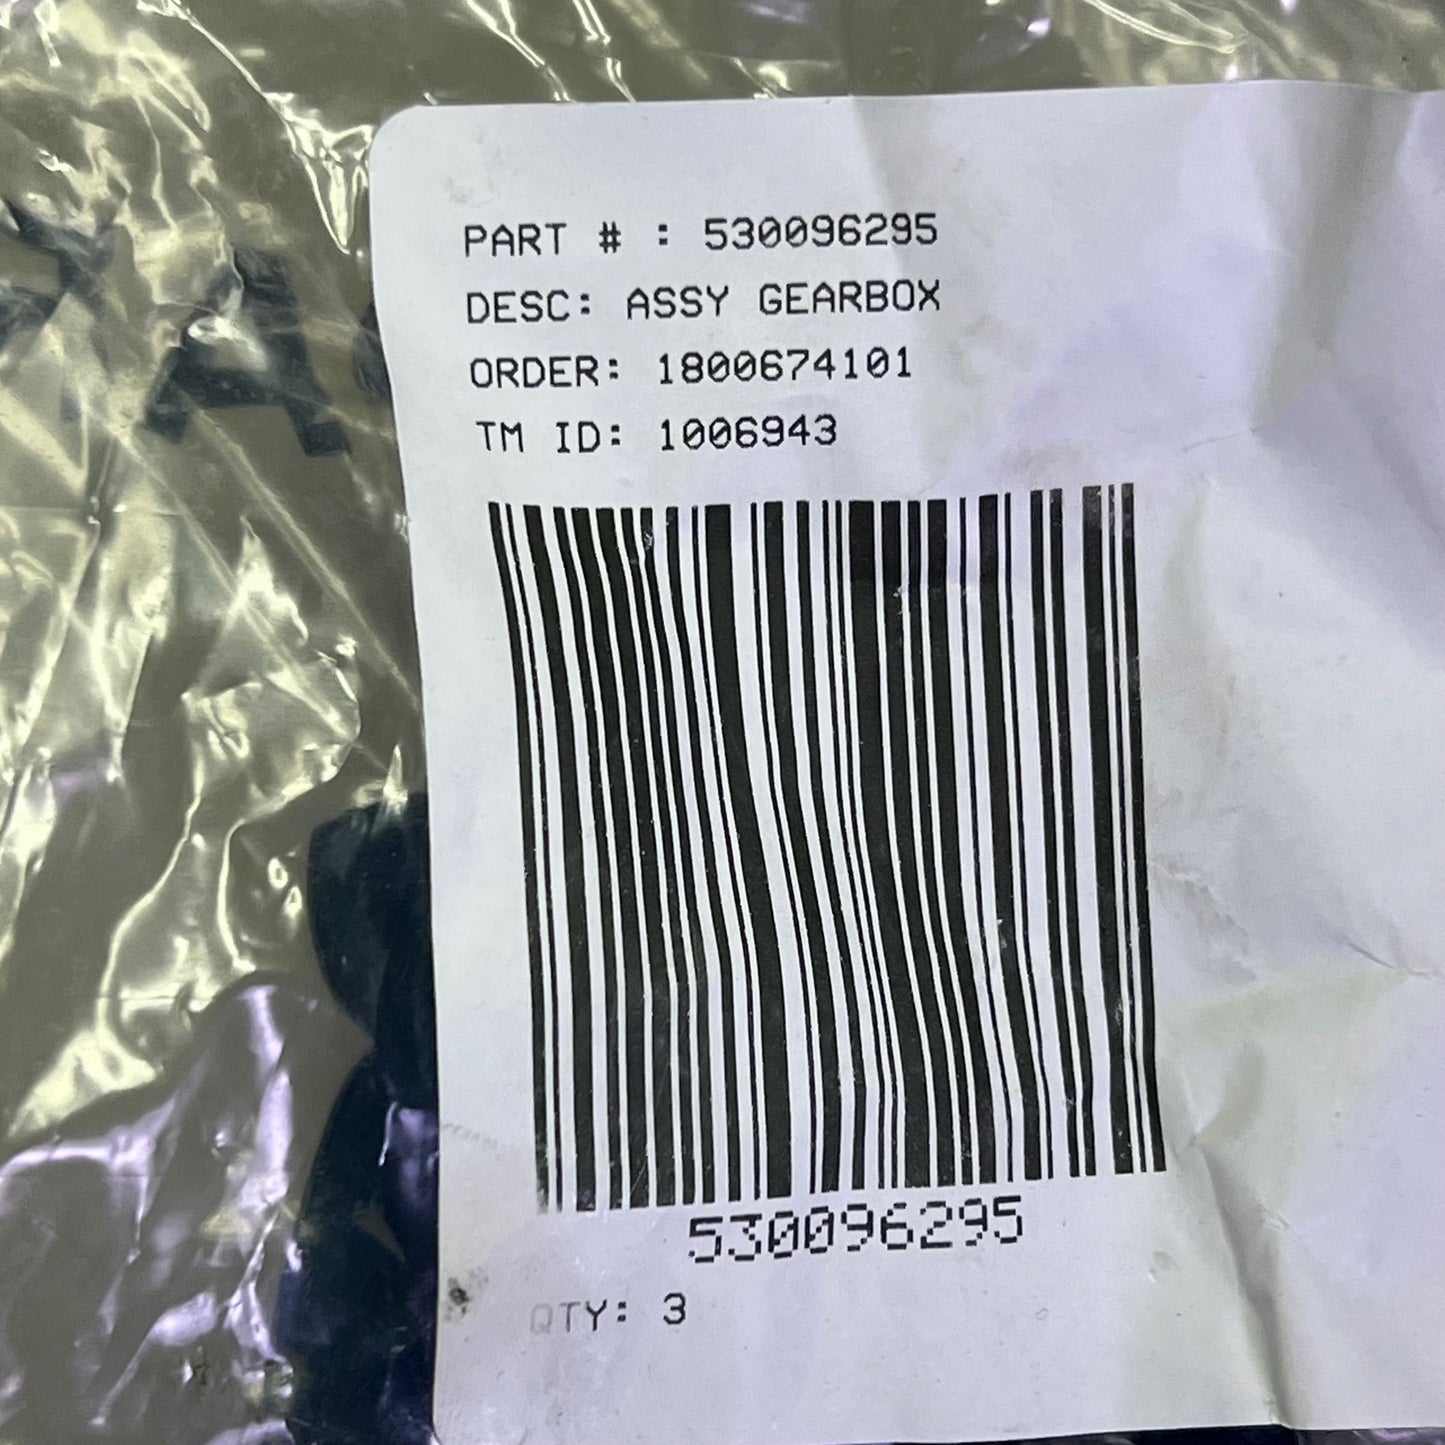 PART # : 530096295
DESC: ASSY GEARBOX
ORDER: 1800674101
TM ID: 1006943
530096295
QTY: 3